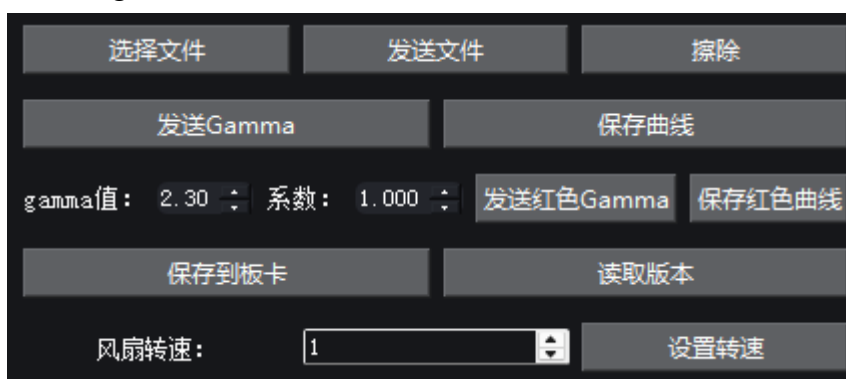 选择文件 发送文件 擦除
发送Gamma 保存曲线
gamma值： 2.30 系数： 1.000 发送红色Gamma 保存红色曲线
保存到板卡 读取版本
风扇转速： 1 设置转速